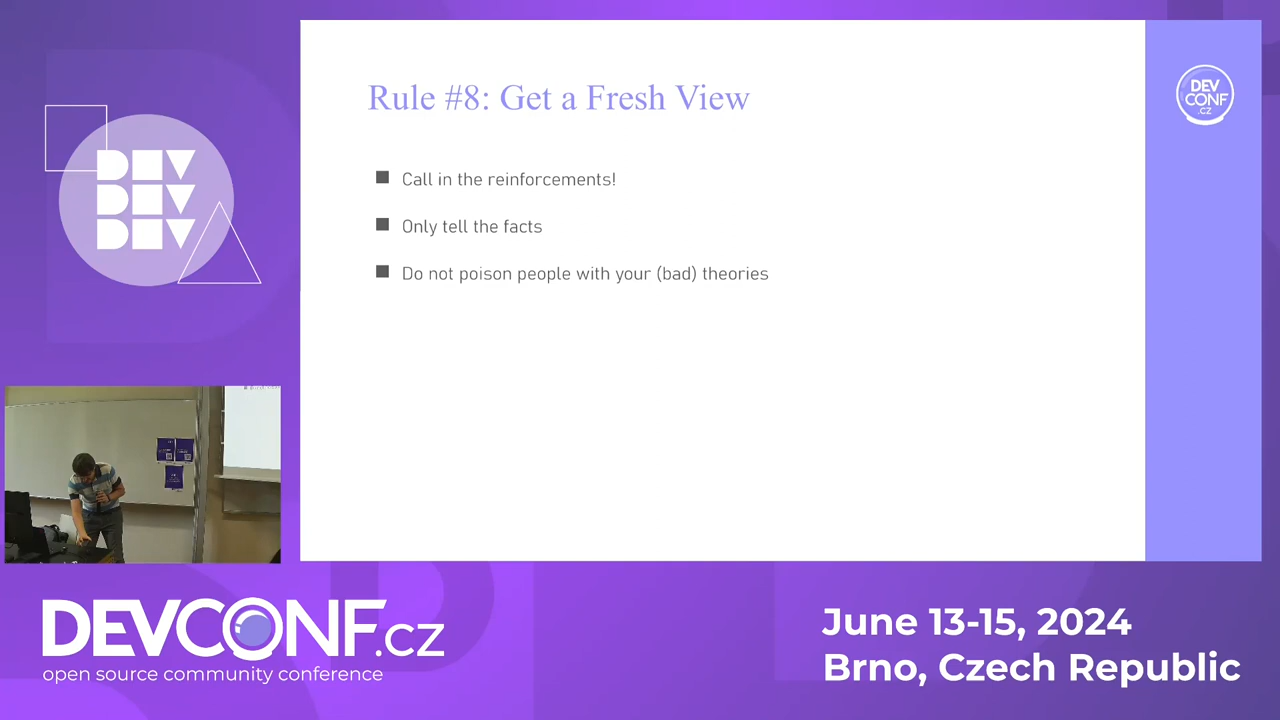 Rule #8: Get a Fresh View
Call in the reinforcements!
Only tell the facts
Do not poison people with your (bad) theories
DEV
CONF
.CZ
DEV
DEV
DEV
DEVCONF.cz
open source community conference
June 13-15, 2024
Brno, Czech Republic